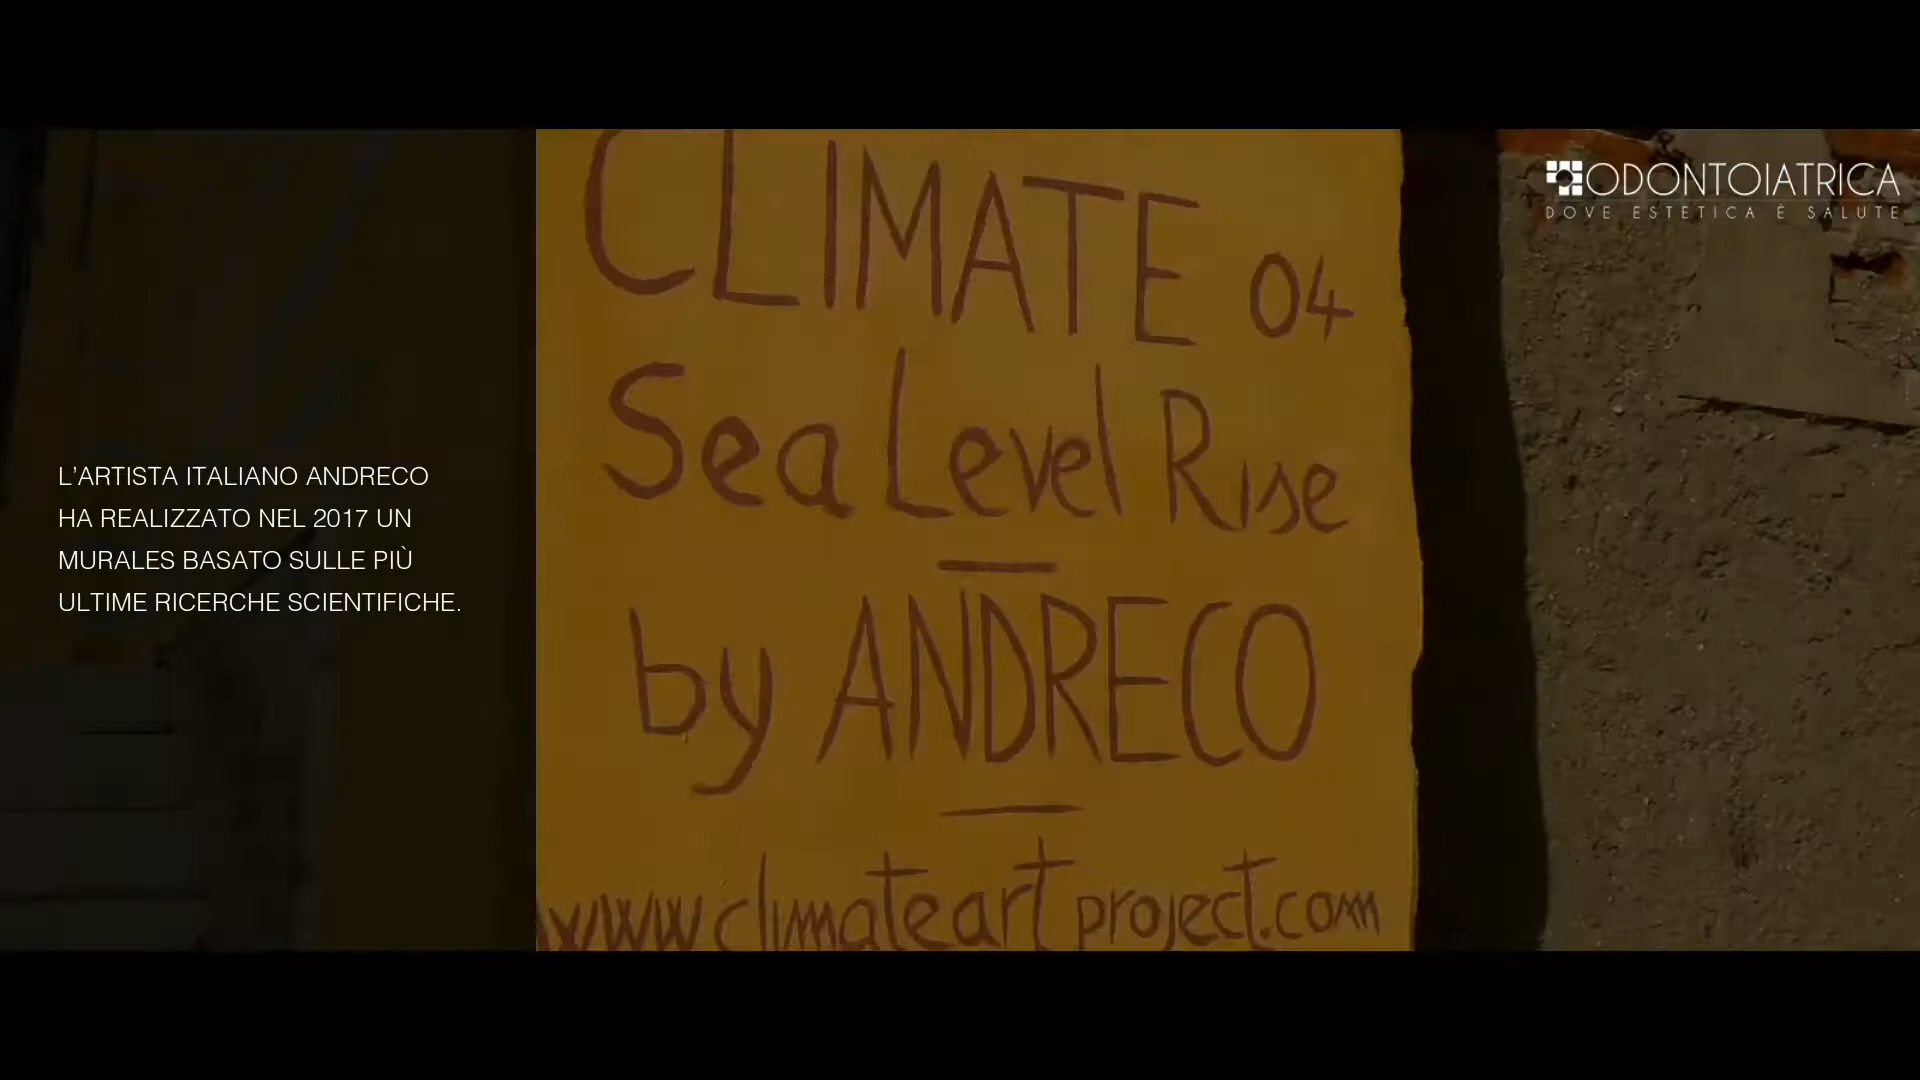 L'ARTISTA ITALIANO ANDRECO
HA REALIZZATO NEL 2017 UN
MURALES BASATO SULLE PIÙ
ULTIME RICERCHE SCIENTIFICHE.
CLIMATE 04
Sea Level Rise
by ANDRECO
www.climateartproject.com
ODONTOIATRICA
DOVE ESTETICA È SALUTE